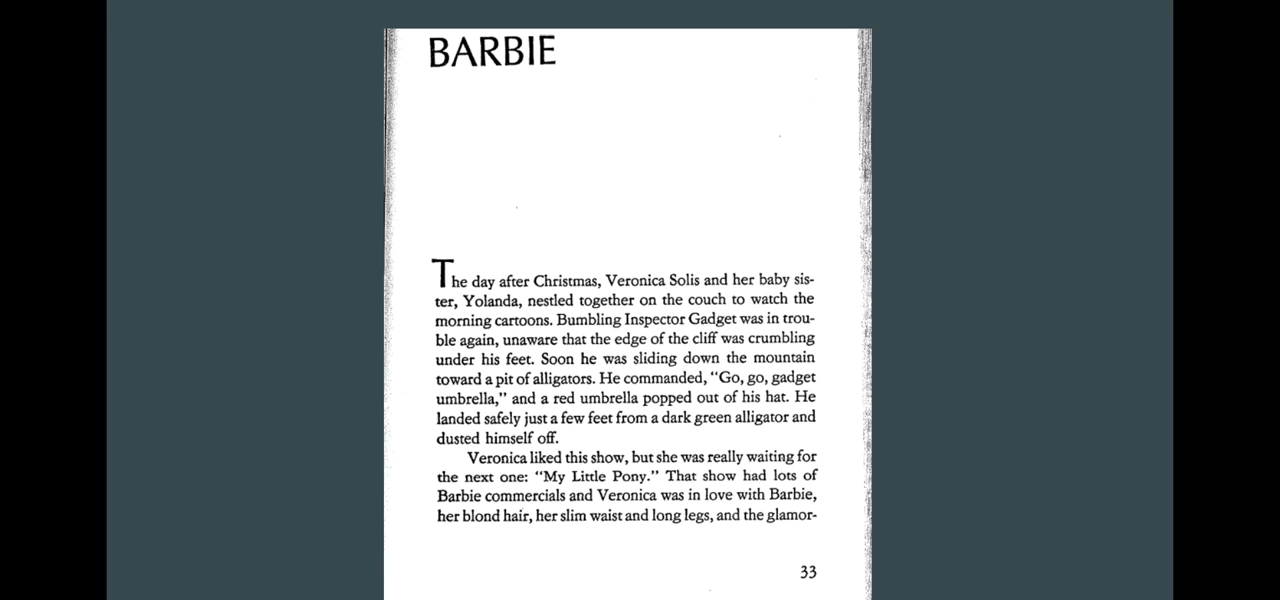 BARBIE
The day after Christmas, Veronica Solis and her baby sis-
ter, Yolanda, nestled together on the couch to watch the
morning cartoons. Bumbling Inspector Gadget was in trou-
ble again, unaware that the edge of the cliff was crumbling
under his feet. Soon he was sliding down the mountain
toward a pit of alligators. He commanded, “Go, go, gadget
umbrella,” and a red umbrella popped out of his hat. He
landed safely just a few feet from a dark green alligator and
dusted himself off.
Veronica liked this show, but she was really waiting for
the next one: “My Little Pony.” That show had lots of
Barbie commercials and Veronica was in love with Barbie,
her blond hair, her slim waist and long legs, and the glamor-
33